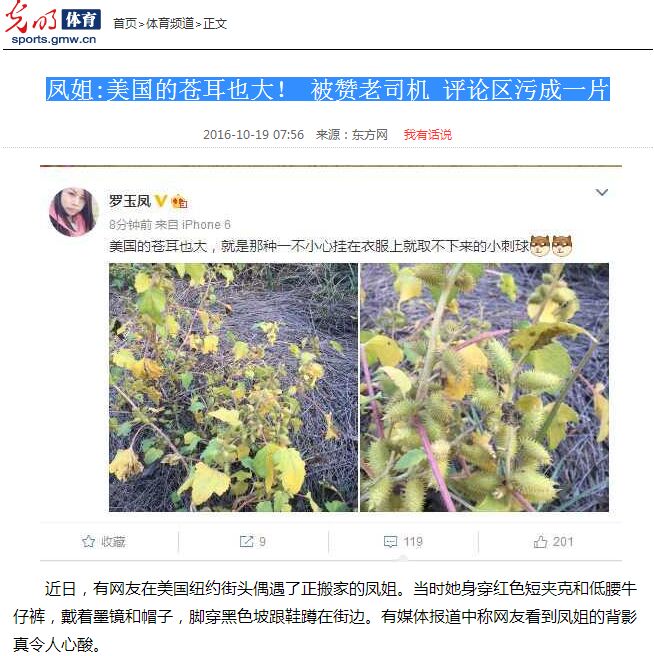 光明 体育
sports.gmw.cn
首页>体育频道>正文
凤姐:美国的苍耳也大! 被赞老司机 评论区污成一片
2016-10-19 07:56 来源:东方网 我有话说
罗玉凤
8分钟前 来自 iPhone 6
美国的苍耳也大，就是那种一不小心挂在衣服上就取不下来的小刺球
收藏 9 119 201
近日，有网友在美国纽约街头偶遇了正搬家的凤姐。当时她身穿红色短夹克和低腰牛
仔裤，戴着墨镜和帽子，脚穿黑色坡跟鞋蹲在街边。有媒体报道中称网友看到凤姐的背影
真令人心酸。